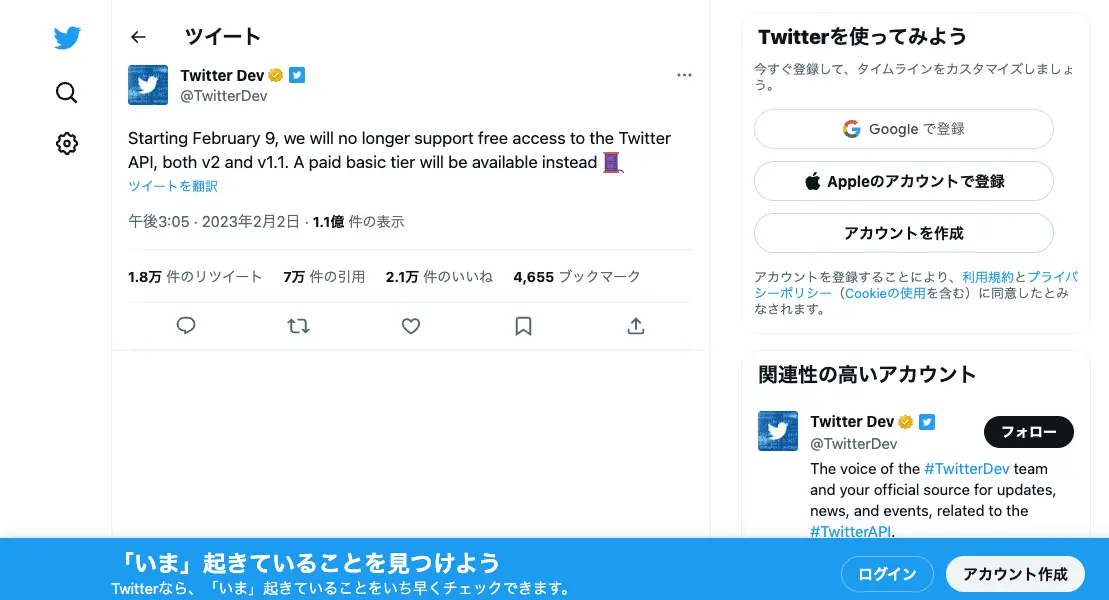 ツイート
Twitter Dev
@TwitterDev
Starting February 9, we will no longer support free access to the Twitter
API, both v2 and v1.1. A paid basic tier will be available instead 🧵
ツイートを翻訳
午後3:05 · 2023年2月2日 · 1.1億 件の表示
1.8万 件のリツイート 7万 件の引用 2.1万 件のいいね 4,655 ブックマーク
Twitterを使ってみよう
今すぐ登録して、タイムラインをカスタマイズしましょ
う。
Google で登録
Appleのアカウントで登録
アカウントを作成
アカウントを登録することにより、利用規約とプライバ
シーポリシー（Cookieの使用を含む）に同意したとみ
なされます。
関連性の高いアカウント
Twitter Dev
@TwitterDev
フォロー
The voice of the #TwitterDev team
and your official source for updates,
news, and events, related to the
#TwitterAPI.
「いま」起きていることを見つけよう
Twitterなら、「いま」起きていることをいち早くチェックできます。
ログイン
アカウント作成